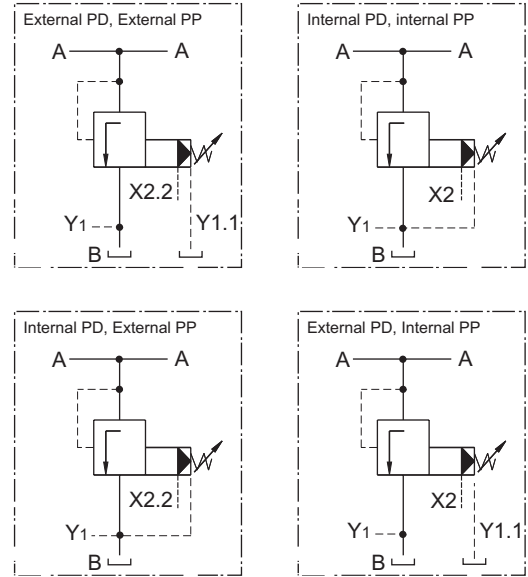 External PD, External PP
A A
X2.2
Y1 Y1.1
B
Internal PD, internal PP
A A
X2
Y1
B
Internal PD, External PP
A A
X2.2
Y1
B
External PD, Internal PP
A A
X2
Y1 Y1.1
B